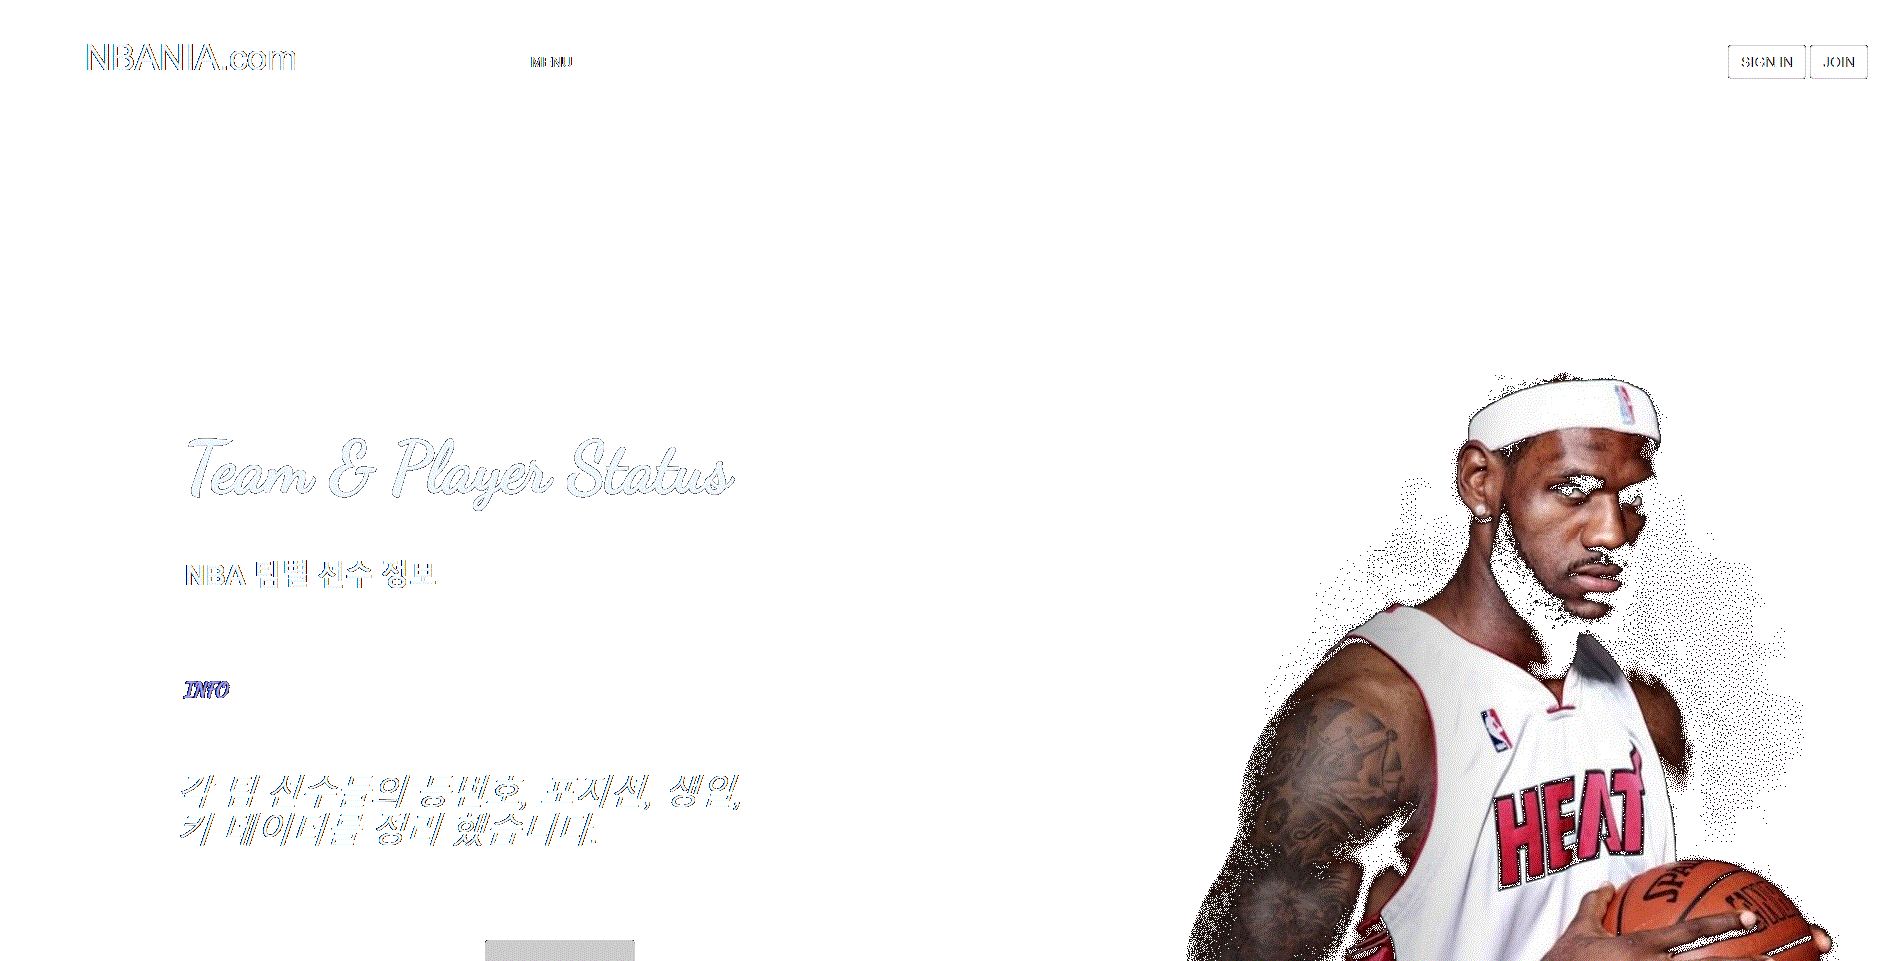 NBANIA.com
MENU
SIGN IN
JOIN
Team & Player Status
NBA 팀별 선수 정보
INFO
각 팀 선수들의 등번호, 포지션, 생일,
키 데이터를 정리 했습니다.
HEAT